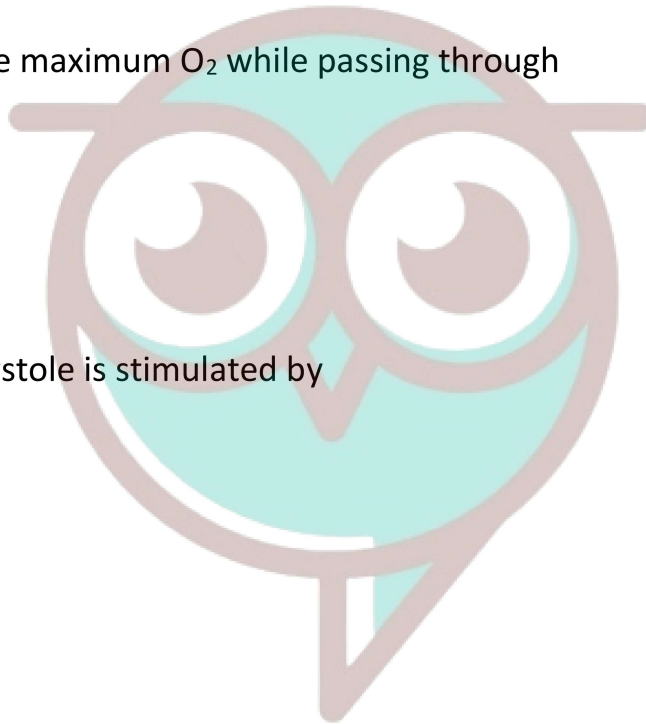 e maximum O₂ while passing through
stole is stimulated by